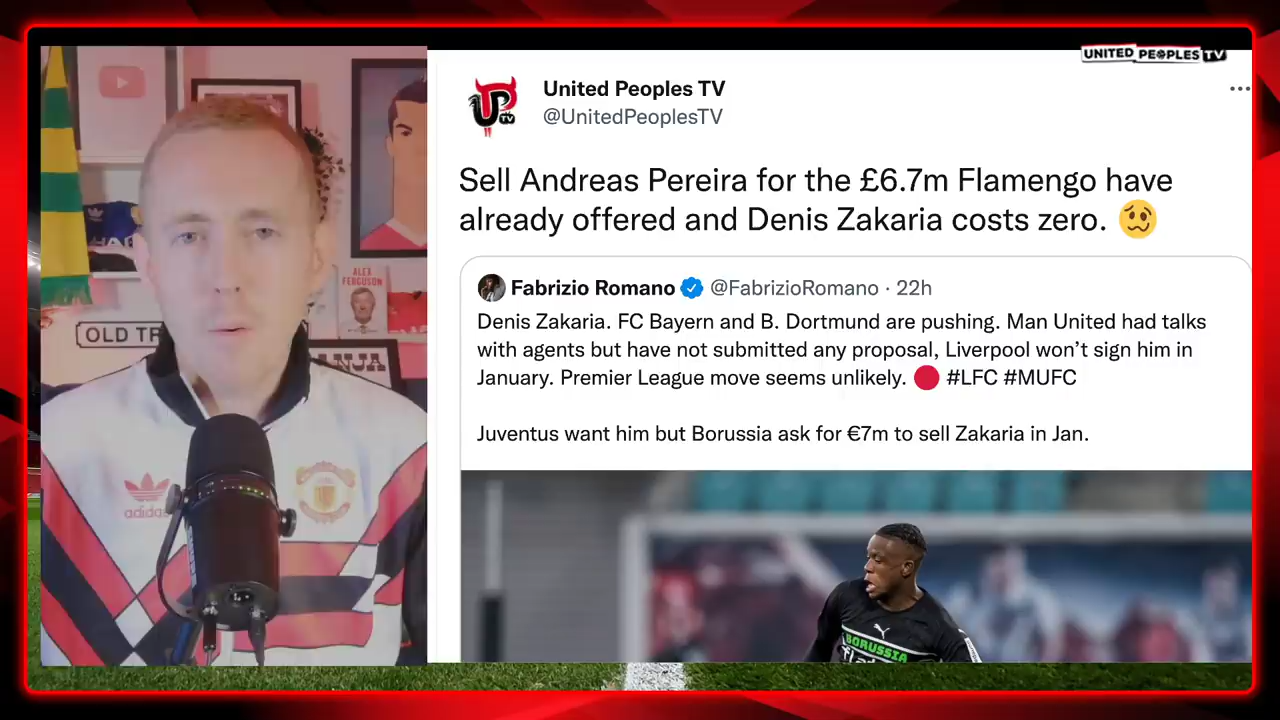 UNITED PEOPLES TV
United Peoples TV
@UnitedPeoplesTV
Sell Andreas Pereira for the £6.7m Flamengo have
already offered and Denis Zakaria costs zero. 🥴
Fabrizio Romano @FabrizioRomano · 22h
Denis Zakaria. FC Bayern and B. Dortmund are pushing. Man United had talks
with agents but have not submitted any proposal, Liverpool won’t sign him in
January. Premier League move seems unlikely. 🔴 #LFC #MUFC
Juventus want him but Borussia ask for €7m to sell Zakaria in Jan.
BORUSSIA
ALEX
FERGUSON
OLD TR
NJA
adidas